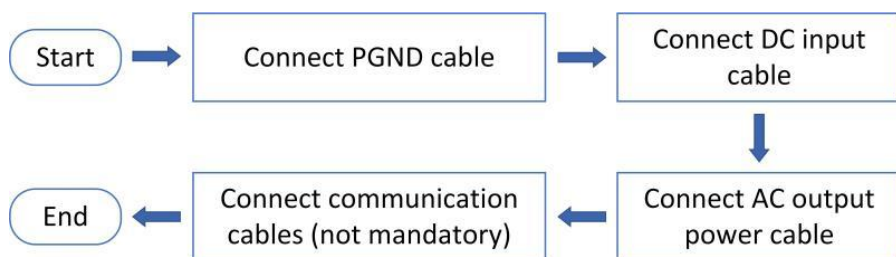 Start
Connect PGND cable
Connect DC input
cable
Connect AC output
power cable
Connect communication
cables (not mandatory)
End